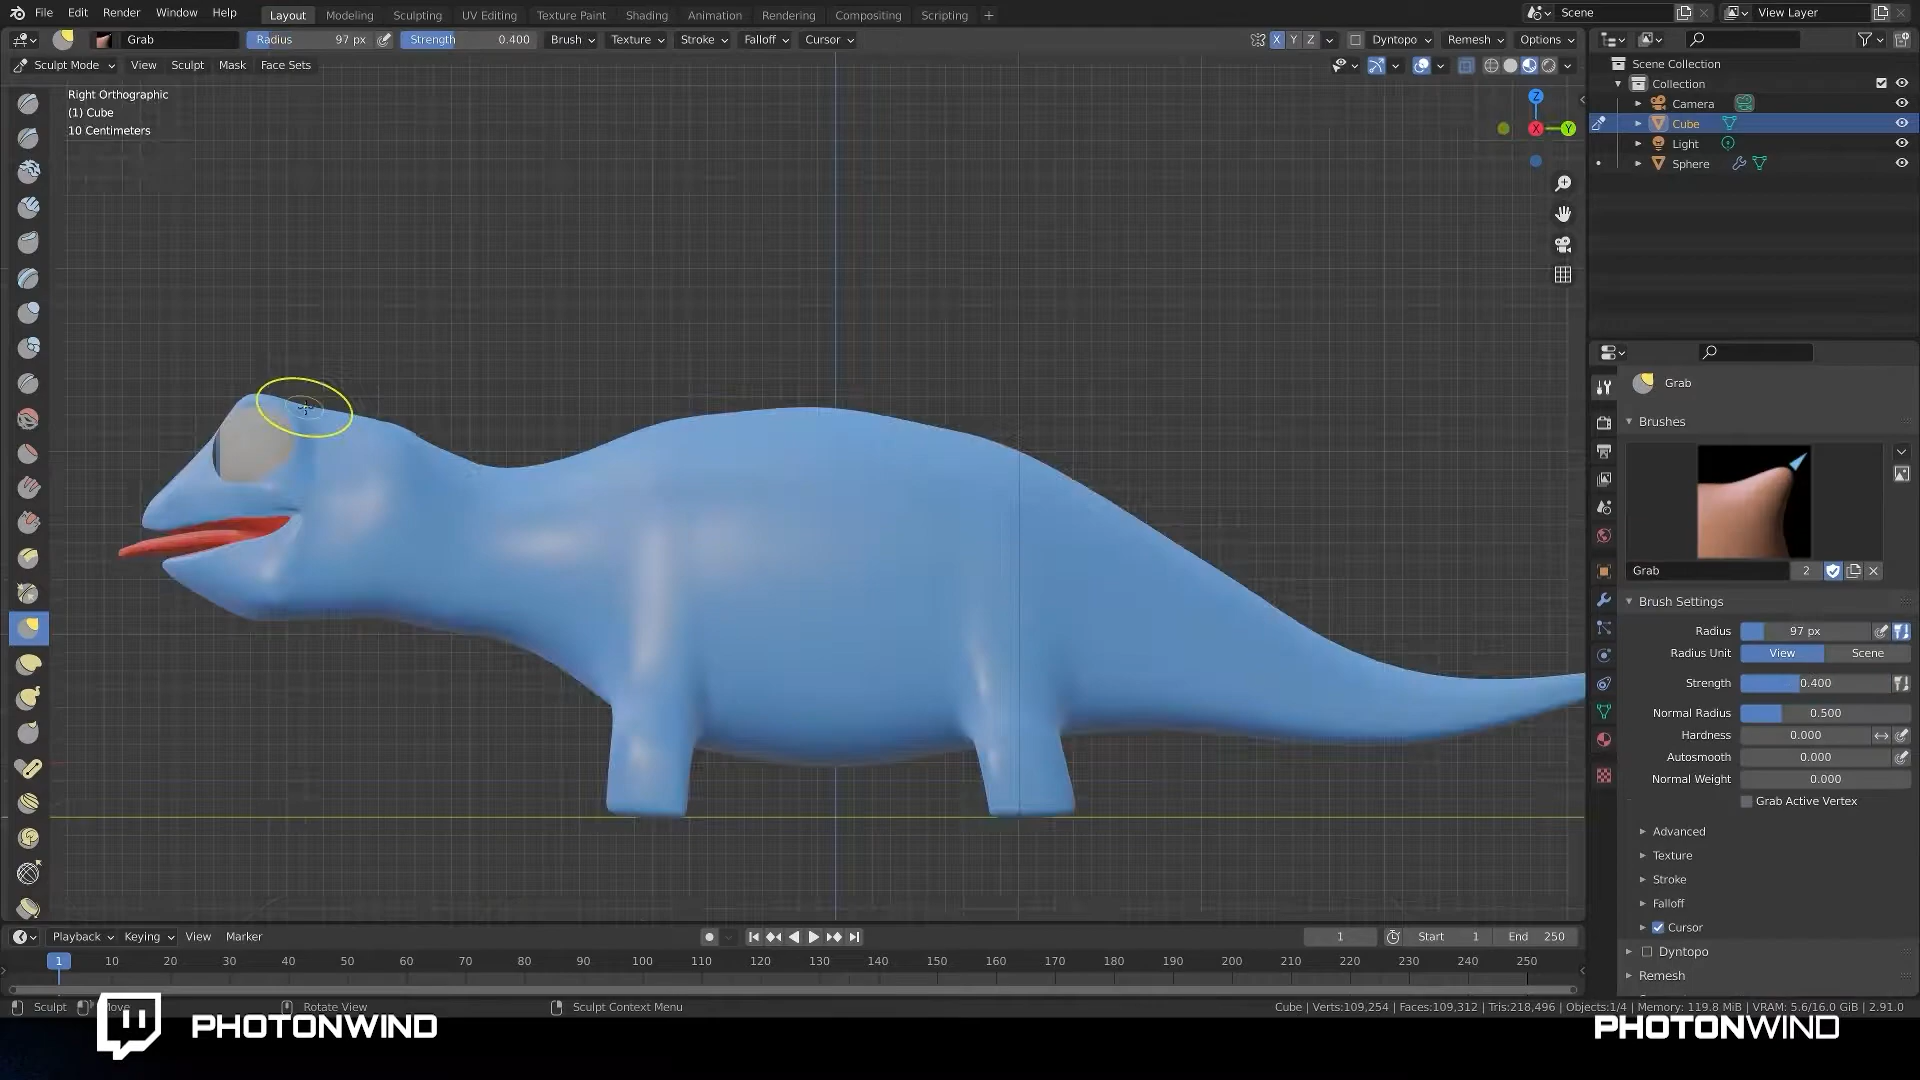 File Edit Render Window Help Layout Modeling Sculpting UV Editing Texture Paint Shading Animation Rendering Compositing Scripting + Scene View Layer
Grab Radius 97 px Strength 0.400 Brush Texture Stroke Falloff Cursor X Y Z Dyntopo Remesh Options
Sculpt Mode View Sculpt Mask Face Sets
Right Orthographic
(1) Cube
10 Centimeters
Z
X
Y
Scene Collection
Collection
Camera
Cube
Light
Sphere
Grab
Brushes
Grab 2
Brush Settings
Radius 97 px
Radius Unit View Scene
Strength 0.400
Normal Radius 0.500
Hardness 0.000
Autosmooth 0.000
Normal Weight 0.000
Grab Active Vertex
Advanced
Texture
Stroke
Falloff
Cursor
Dyntopo
Remesh
Playback Keying View Marker 1 Start 1 End 250
1 10 20 30 40 50 60 70 80 90 100 110 120 130 140 150 160 170 180 190 200 210 220 230 240 250
Sculpt Move Rotate View Sculpt Context Menu Cube | Verts:109,254 | Faces:109,312 | Tris:218,496 | Objects:1/4 | Memory: 119.8 MiB | VRAM: 5.6/16.0 GiB | 2.91.0
PHOTONWIND PHOTONWIND